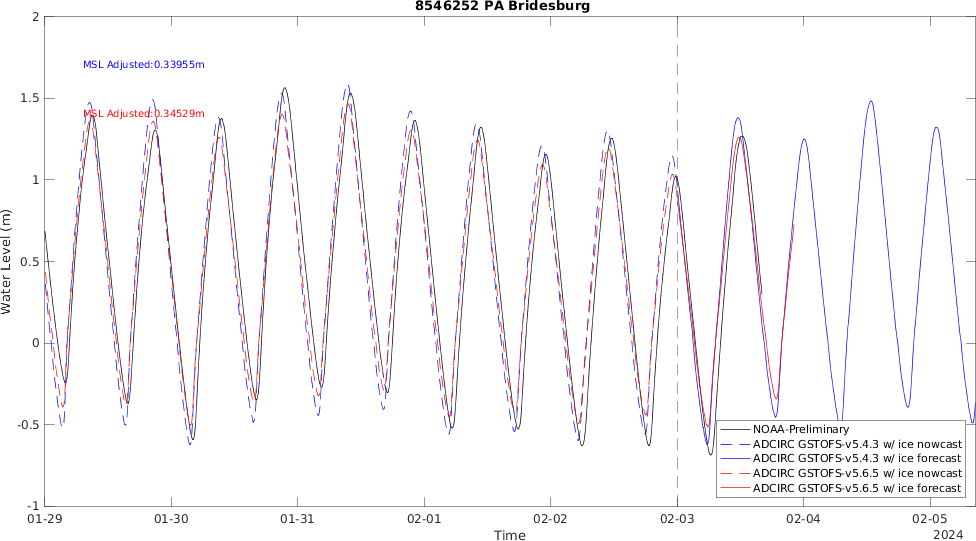 8546252 PA Bridesburg
2
1.5
1
0.5
0
-0.5
-1
Water Level (m)
MSL Adjusted:0.33955m
MSL Adjusted:0.34529m
NOAA-Preliminary
ADCIRC GSTOFS-v5.4.3 w/ ice nowcast
ADCIRC GSTOFS-v5.4.3 w/ ice forecast
ADCIRC GSTOFS-v5.6.5 w/ ice nowcast
ADCIRC GSTOFS-v5.6.5 w/ ice forecast
01-29 01-30 01-31 02-01 02-02 02-03 02-04 02-05
Time
2024